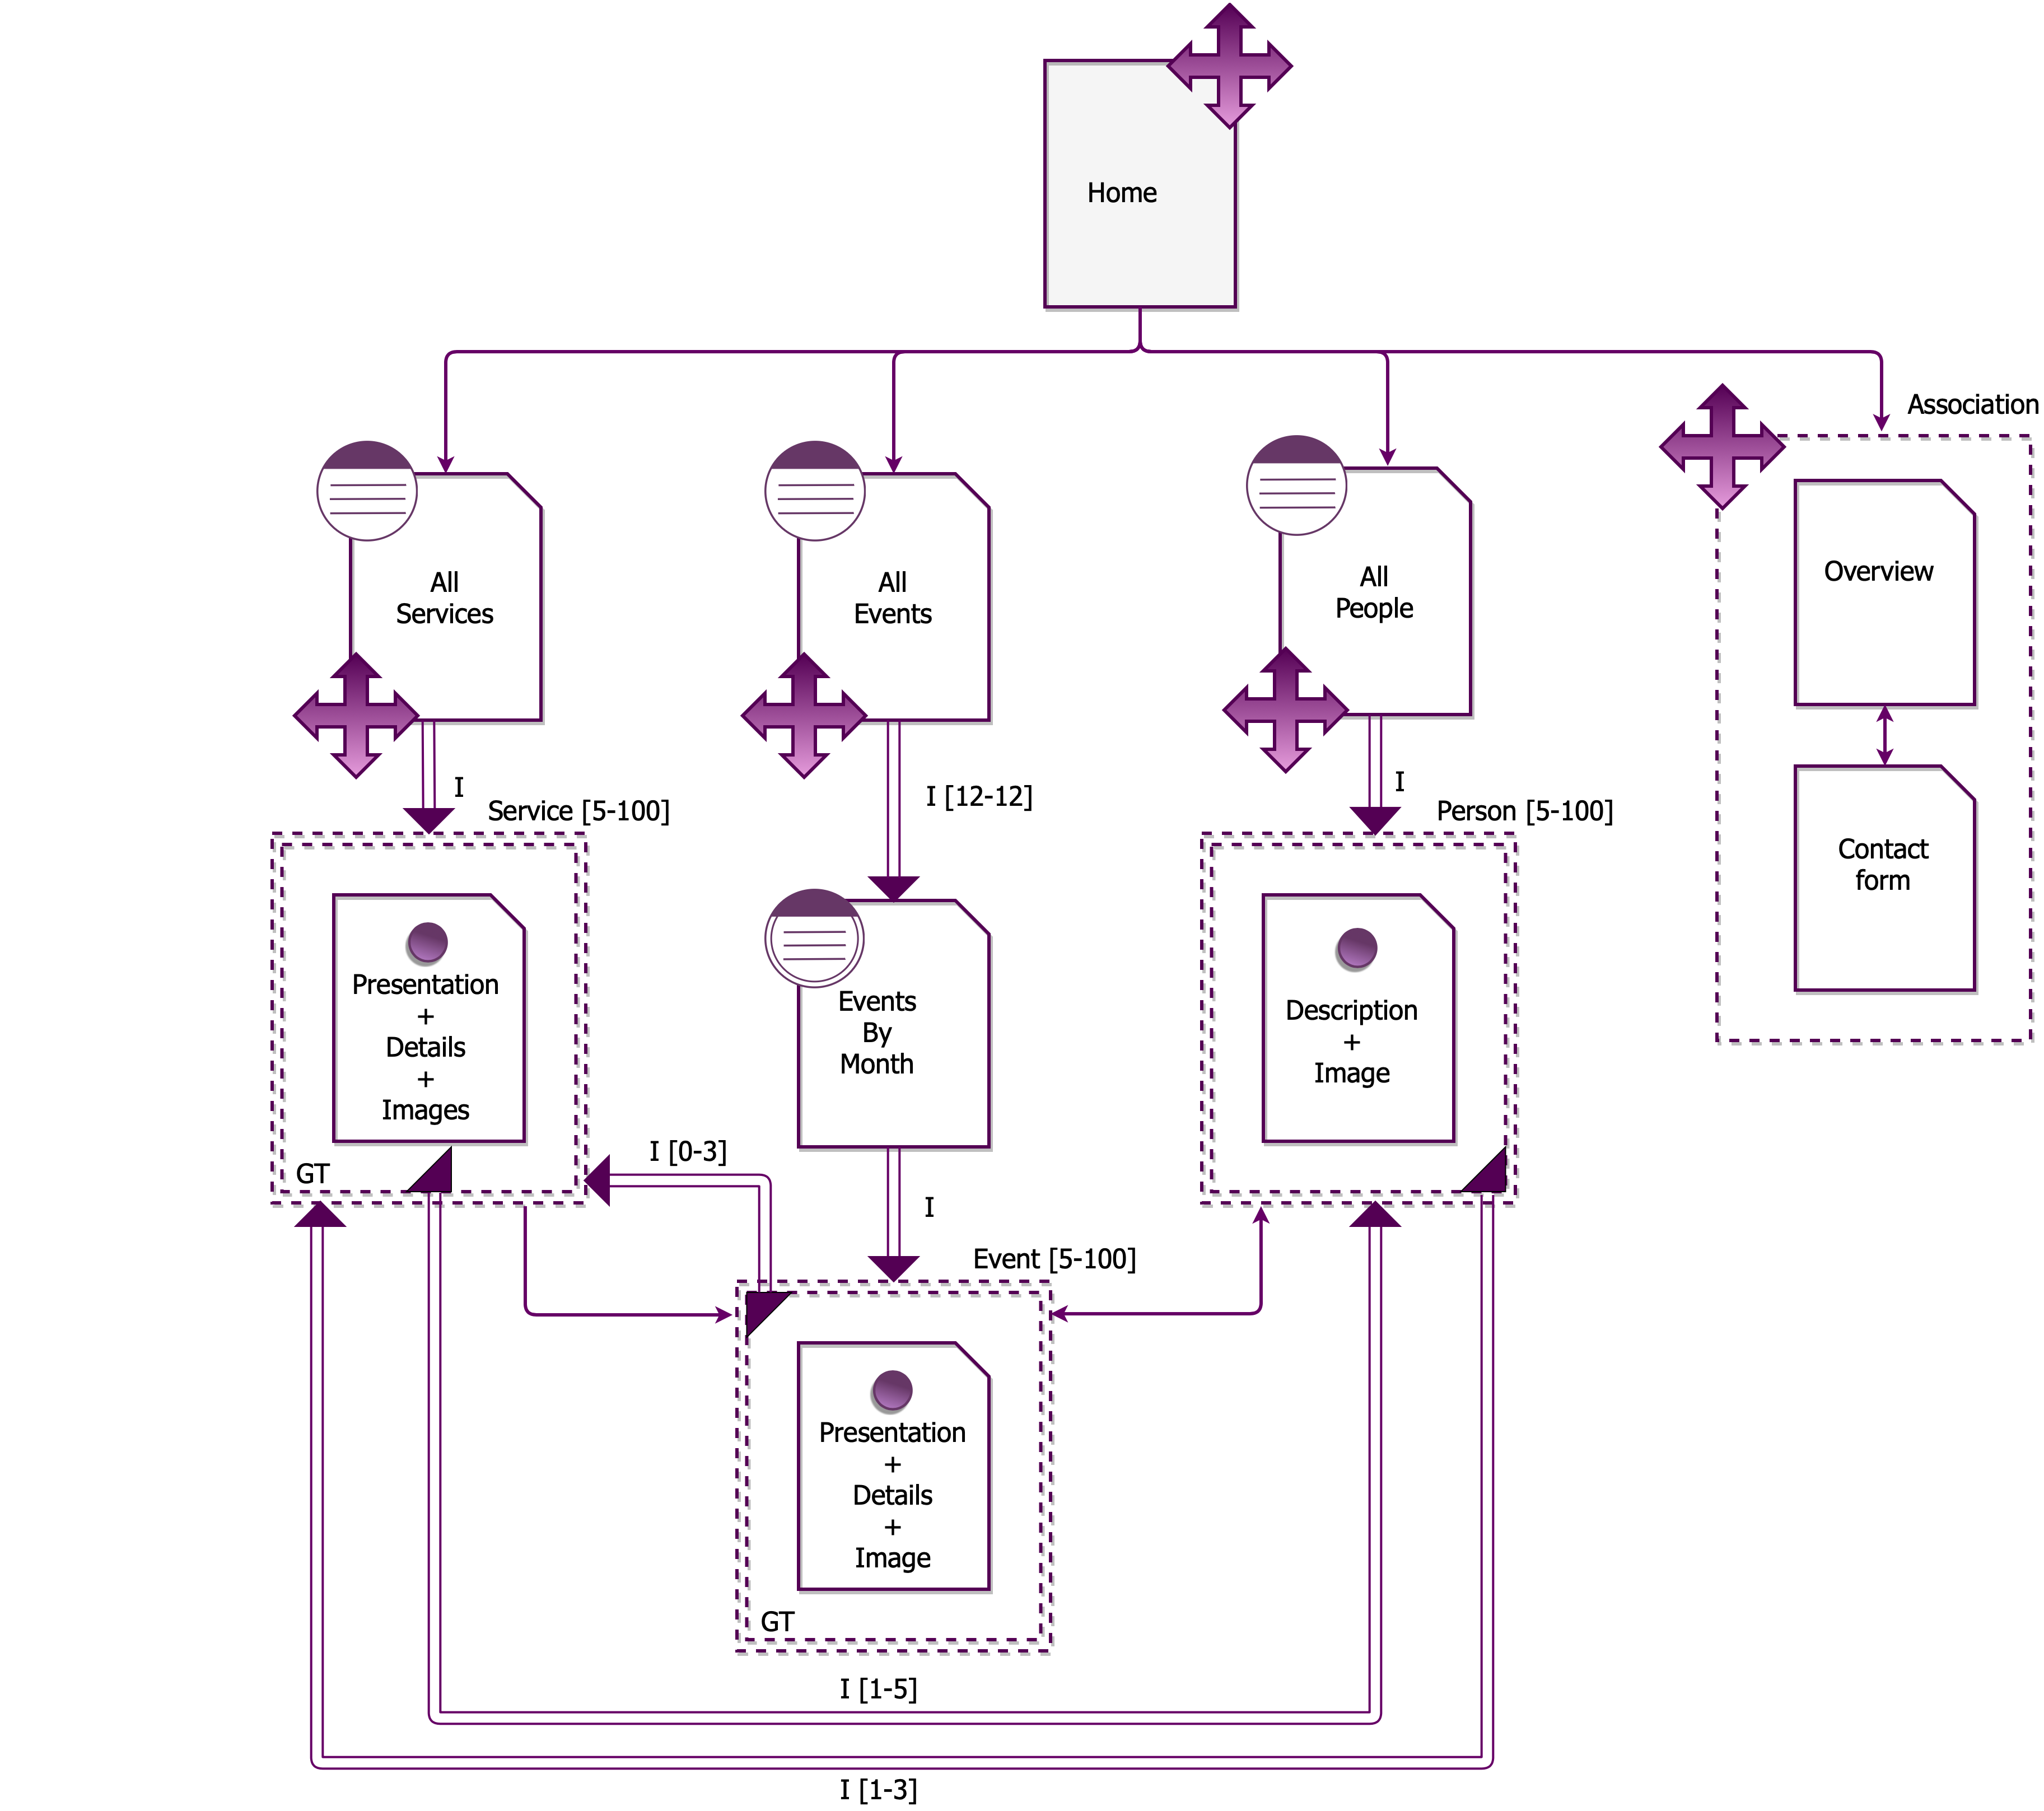 Home
Association
All
Services
All
Events
All
People
Overview
I
I [12-12]
I
Service [5-100]
Person [5-100]
Contact
form
Presentation
+
Details
+
Images
GT
Events
By
Month
Description
+
Image
I [0-3]
I
Event [5-100]
Presentation
+
Details
+
Image
GT
I [1-5]
I [1-3]